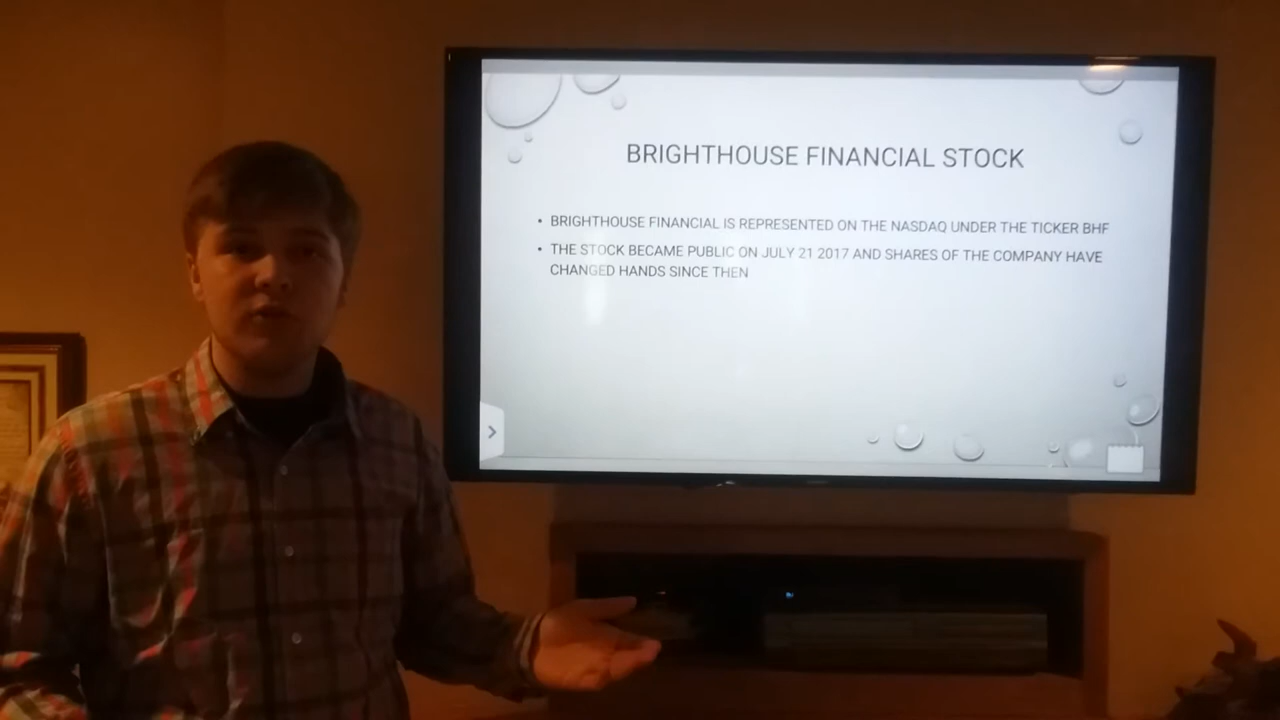 BRIGHTHOUSE FINANCIAL STOCK
• BRIGHTHOUSE FINANCIAL IS REPRESENTED ON THE NASDAQ UNDER THE TICKER BHF
• THE STOCK BECAME PUBLIC ON JULY 21 2017 AND SHARES OF THE COMPANY HAVE
CHANGED HANDS SINCE THEN